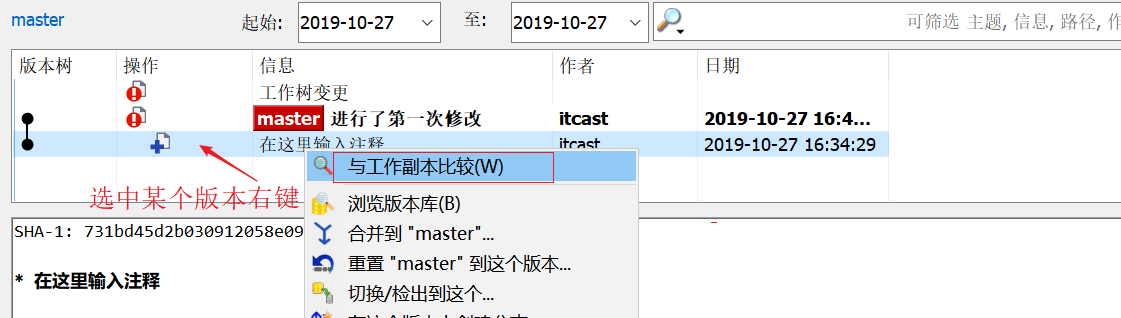 master 起始: 2019-10-27 至: 2019-10-27 可筛选 主题, 信息, 路径, 作
版本树 操作 信息 作者 日期
工作树变更
master 进行了第一次修改 itcast 2019-10-27 16:4...
在这里输入注释 itcast 2019-10-27 16:34:29
与工作副本比较(W)
选中某个版本右键
浏览版本库(B)
SHA-1: 731bd45d2b030912058e09
合并到 "master"...
重置 "master" 到这个版本...
* 在这里输入注释
切换/检出到这个...